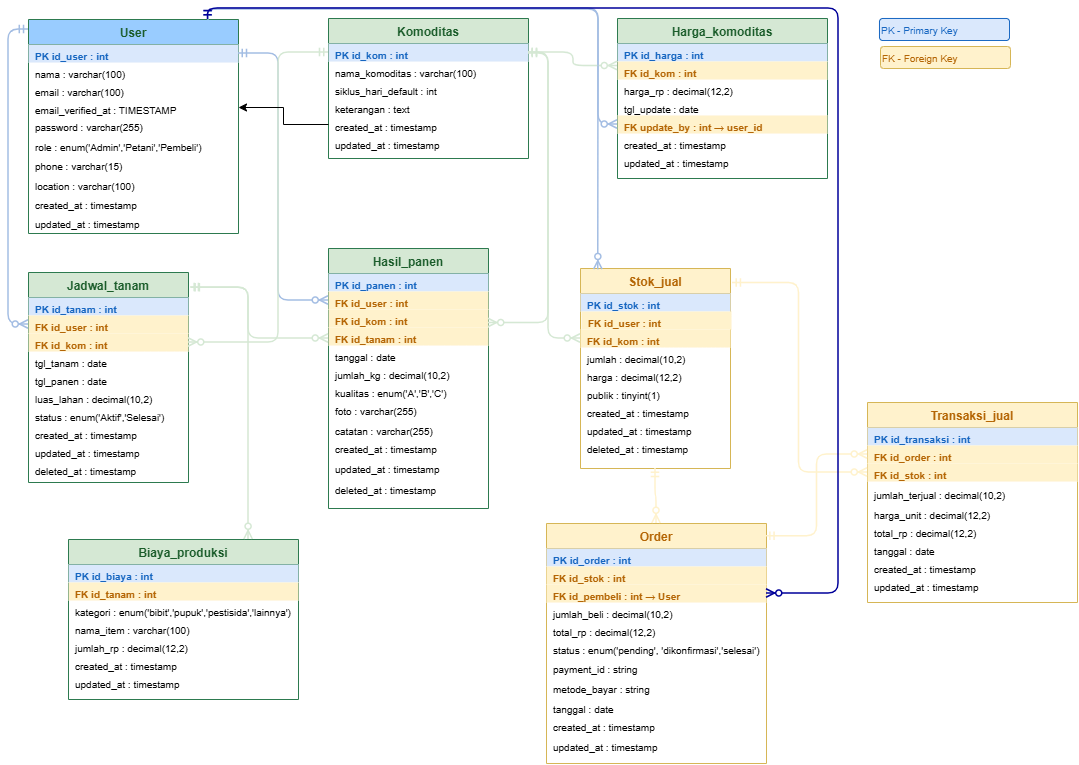 User
PK id_user : int
nama : varchar(100)
email : varchar(100)
email_verified_at : TIMESTAMP
password : varchar(255)
role : enum('Admin','Petani','Pembeli')
phone : varchar(15)
location : varchar(100)
created_at : timestamp
updated_at : timestamp
Komoditas
PK id_kom : int
nama_komoditas : varchar(100)
siklus_hari_default : int
keterangan : text
created_at : timestamp
updated_at : timestamp
Harga_komoditas
PK id_harga : int
FK id_kom : int
harga_rp : decimal(12,2)
tgl_update : date
FK update_by : int → user_id
created_at : timestamp
updated_at : timestamp
PK - Primary Key
FK - Foreign Key
Jadwal_tanam
PK id_tanam : int
FK id_user : int
FK id_kom : int
tgl_tanam : date
tgl_panen : date
luas_lahan : decimal(10,2)
status : enum('Aktif','Selesai')
created_at : timestamp
updated_at : timestamp
deleted_at : timestamp
Hasil_panen
PK id_panen : int
FK id_user : int
FK id_kom : int
FK id_tanam : int
tanggal : date
jumlah_kg : decimal(10,2)
kualitas : enum('A','B','C')
foto : varchar(255)
catatan : varchar(255)
created_at : timestamp
updated_at : timestamp
deleted_at : timestamp
Stok_jual
PK id_stok : int
FK id_user : int
FK id_kom : int
jumlah : decimal(10,2)
harga : decimal(12,2)
publik : tinyint(1)
created_at : timestamp
updated_at : timestamp
deleted_at : timestamp
Transaksi_jual
PK id_transaksi : int
FK id_order : int
FK id_stok : int
jumlah_terjual : decimal(10,2)
harga_unit : decimal(12,2)
total_rp : decimal(12,2)
tanggal : date
created_at : timestamp
updated_at : timestamp
Biaya_produksi
PK id_biaya : int
FK id_tanam : int
kategori : enum('bibit','pupuk','pestisida','lainnya')
nama_item : varchar(100)
jumlah_rp : decimal(12,2)
created_at : timestamp
updated_at : timestamp
Order
PK id_order : int
FK id_stok : int
FK id_pembeli : int → User
jumlah_beli : decimal(10,2)
total_rp : decimal(12,2)
status : enum('pending', 'dikonfirmasi','selesai')
payment_id : string
metode_bayar : string
tanggal : date
created_at : timestamp
updated_at : timestamp